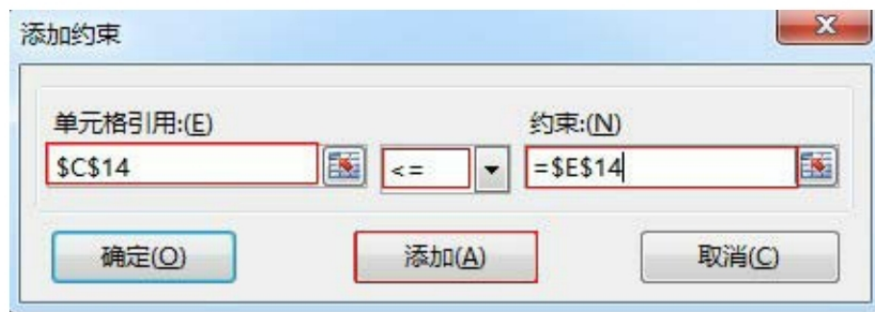 添加约束
单元格引用:(E) 约束:(N)
$C$14 <= =$E$14
确定(O) 添加(A) 取消(C)